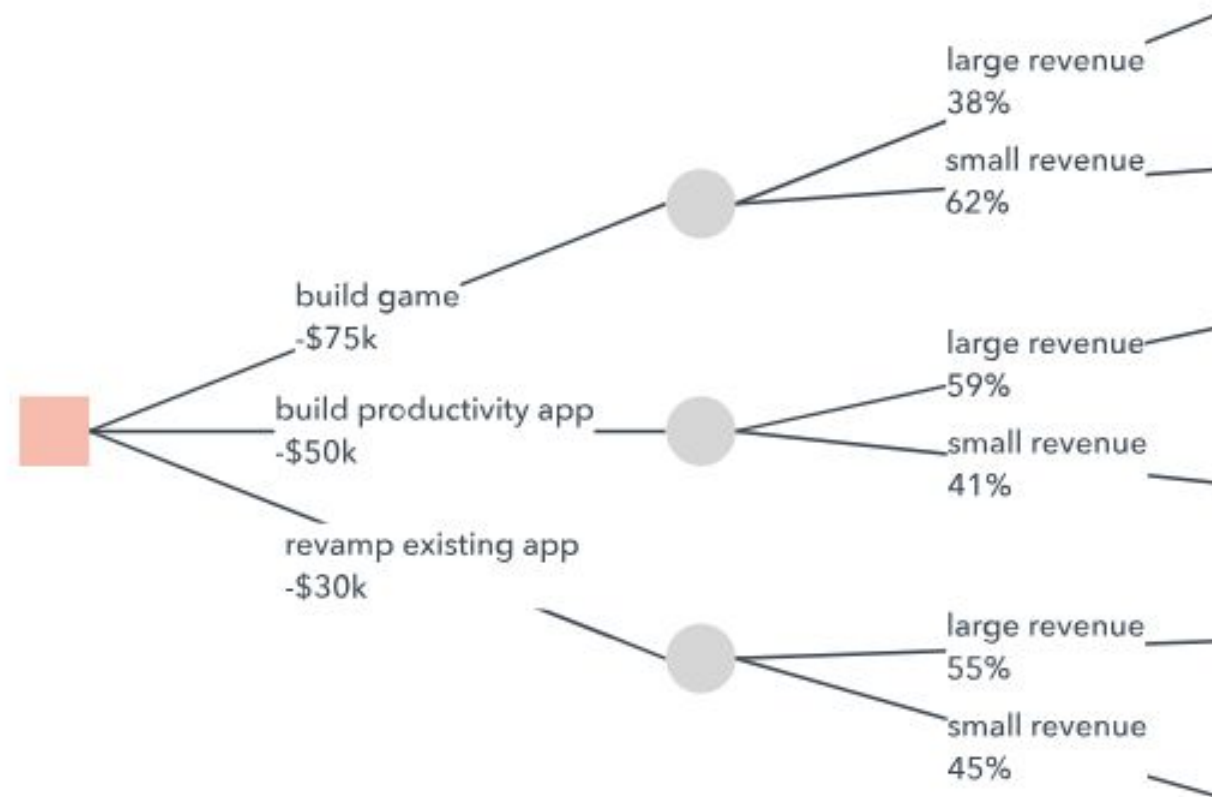 large revenue
38%
small revenue
62%
build game
-$75k
large revenue
59%
build productivity app
-$50k
small revenue
41%
revamp existing app
-$30k
large revenue
55%
small revenue
45%